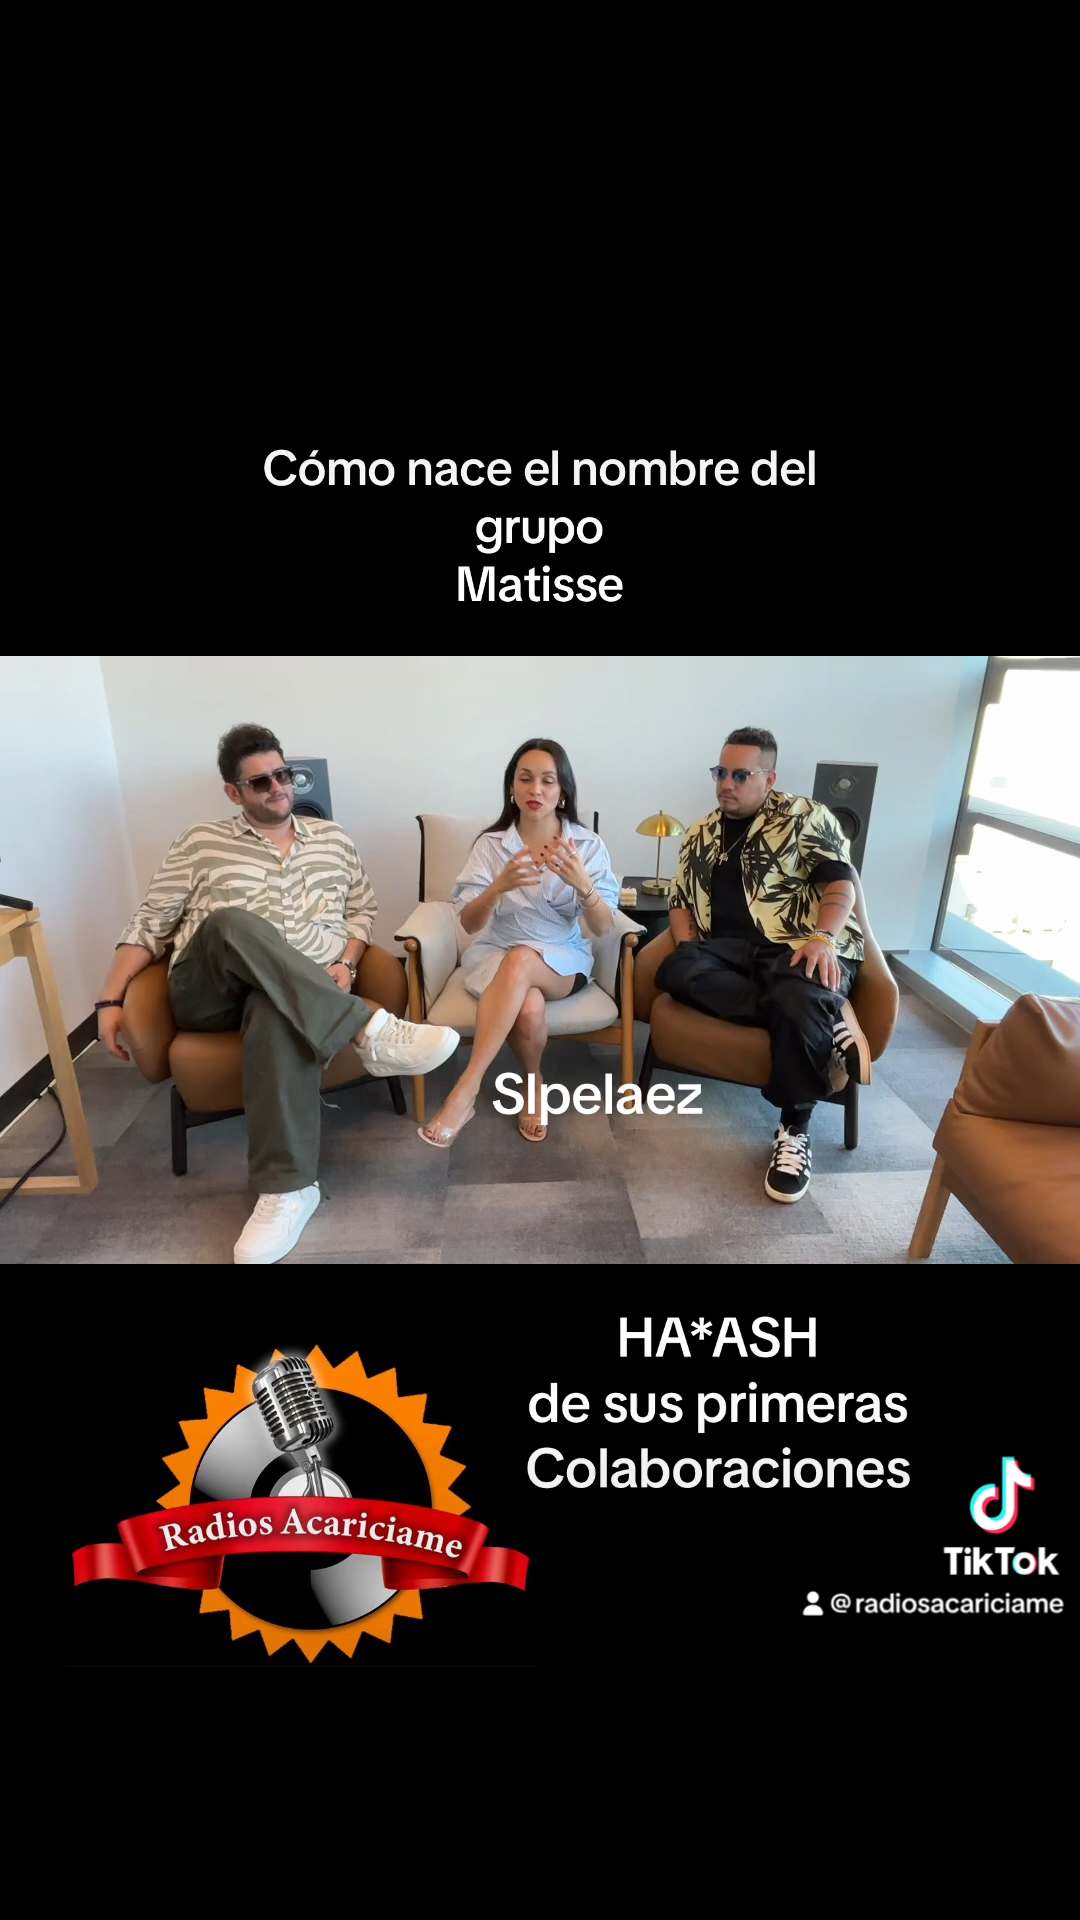 Cómo nace el nombre del
grupo
Matisse
Slpelaez
HA*ASH
de sus primeras
Colaboraciones
Radios Acariciame
TikTok
@radiosacariciame